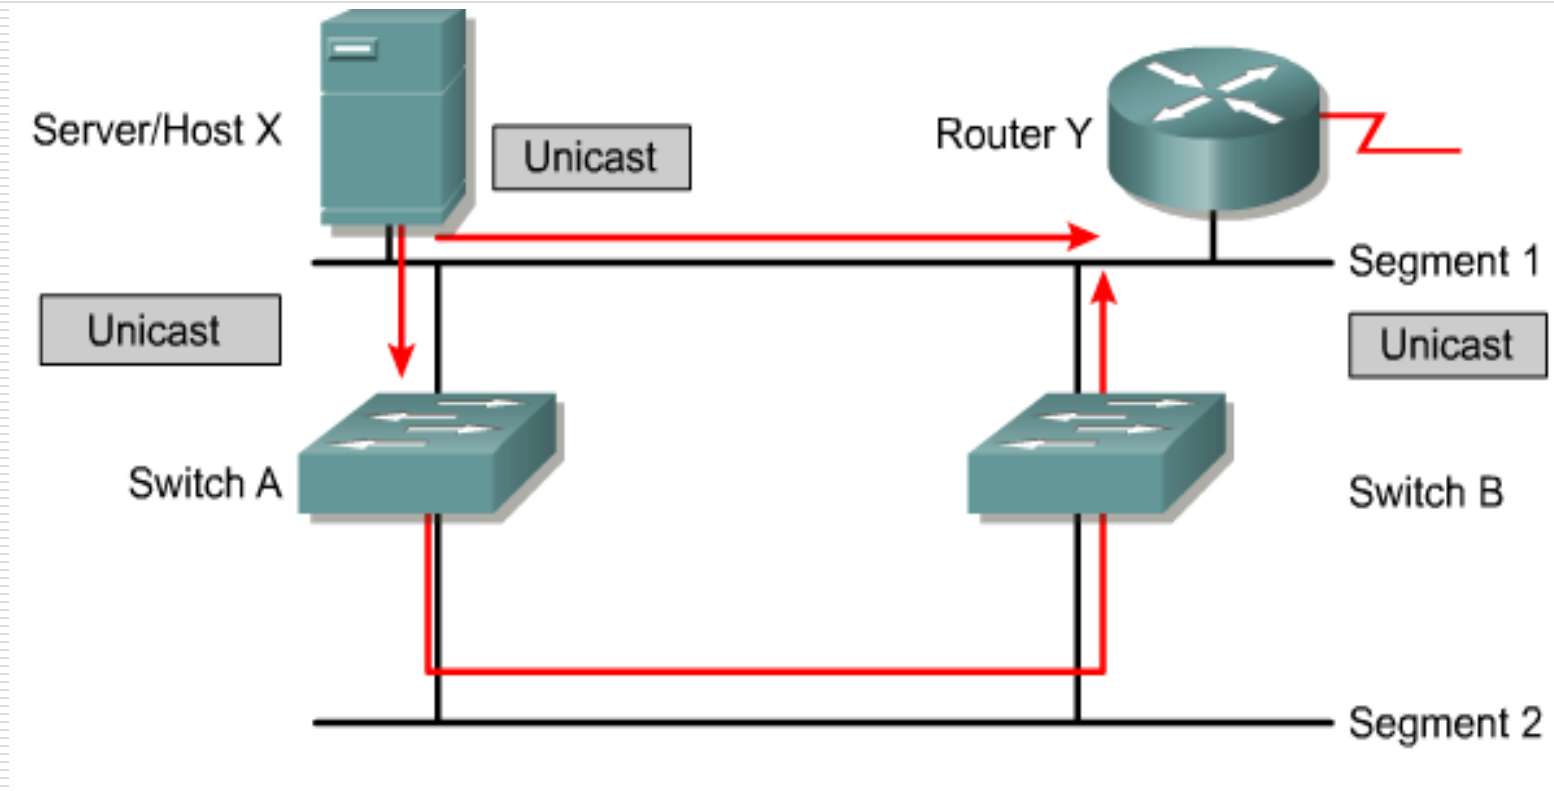 Server/Host X
Unicast
Router Y
Segment 1
Unicast
Unicast
Switch A
Switch B
Segment 2